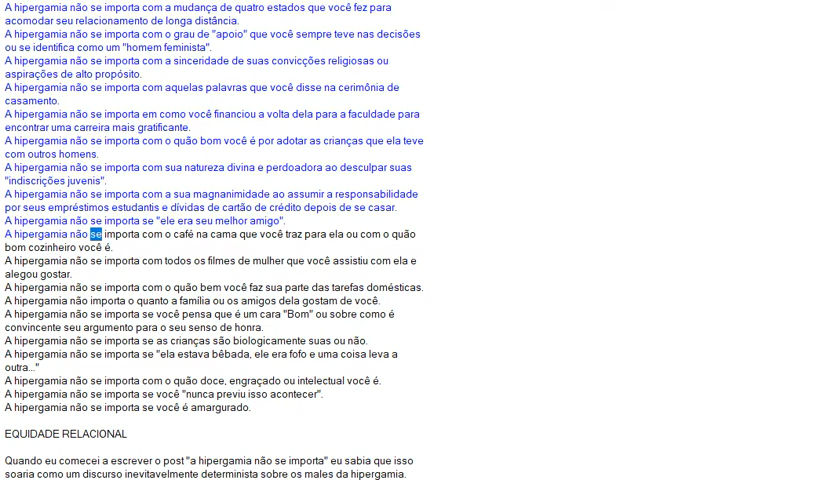 A hipergamia não se importa com a mudança de quatro estados que você fez para
acomodar seu relacionamento de longa distância.
A hipergamia não se importa com o grau de "apoio" que você sempre teve nas decisões
ou se identifica como um "homem feminista".
A hipergamia não se importa com a sinceridade de suas convicções religiosas ou
aspirações de alto propósito.
A hipergamia não se importa com aquelas palavras que você disse na cerimônia de
casamento.
A hipergamia não se importa em como você financiou a volta dela para a faculdade para
encontrar uma carreira mais gratificante.
A hipergamia não se importa com o quão bom você é por adotar as crianças que ela teve
com outros homens.
A hipergamia não se importa com sua natureza divina e perdoadora ao desculpar suas
"indiscrições juvenis".
A hipergamia não se importa com a sua magnanimidade ao assumir a responsabilidade
por seus empréstimos estudantis e dívidas de cartão de crédito depois de se casar.
A hipergamia não se importa se "ele era seu melhor amigo".
A hipergamia não se importa com o café na cama que você traz para ela ou com o quão
bom cozinheiro você é.
A hipergamia não se importa com todos os filmes de mulher que você assistiu com ela e
alegou gostar.
A hipergamia não se importa com o quão bem você faz sua parte das tarefas domésticas.
A hipergamia não importa o quanto a família ou os amigos dela gostam de você.
A hipergamia não se importa se você pensa que é um cara "Bom" ou sobre como é
convincente seu argumento para o seu senso de honra.
A hipergamia não se importa se as crianças são biologicamente suas ou não.
A hipergamia não se importa se "ela estava bêbada, ele era fofo e uma coisa leva a
outra..."
A hipergamia não se importa com o quão doce, engraçado ou intelectual você é.
A hipergamia não se importa se você "nunca previu isso acontecer".
A hipergamia não se importa se você é amargurado.
EQUIDADE RELACIONAL
Quando eu comecei a escrever o post "a hipergamia não se importa" eu sabia que isso
soaria como um discurso inevitavelmente determinista sobre os males da hipergamia.